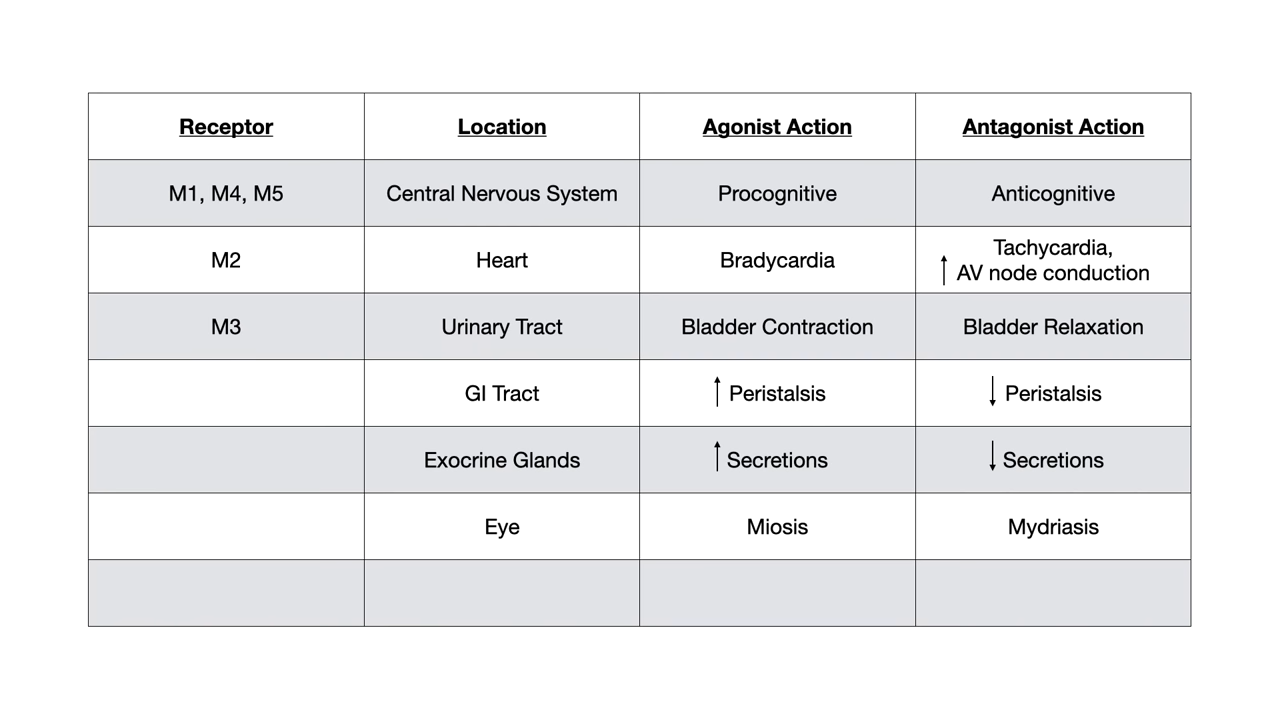 Receptor Location Agonist Action Antagonist Action
M1, M4, M5 Central Nervous System Procognitive Anticognitive
M2 Heart Bradycardia Tachycardia,
↑ AV node conduction
M3 Urinary Tract Bladder Contraction Bladder Relaxation
GI Tract ↑ Peristalsis ↓ Peristalsis
Exocrine Glands ↑ Secretions ↓ Secretions
Eye Miosis Mydriasis